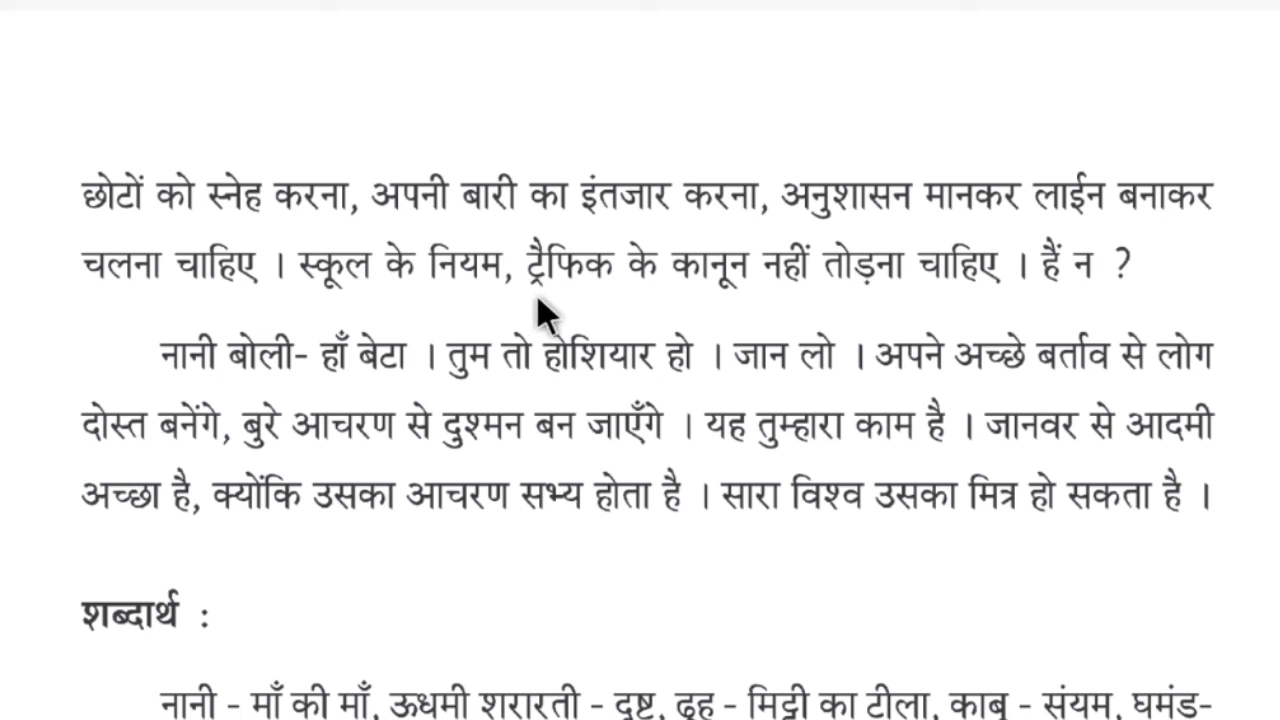 छोटों को स्नेह करना, अपनी बारी का इंतजार करना, अनुशासन मानकर लाईन बनाकर
चलना चाहिए । स्कूल के नियम, ट्रैफिक के कानून नहीं तोड़ना चाहिए । हैं न ?
नानी बोली- हाँ बेटा । तुम तो होशियार हो । जान लो । अपने अच्छे बर्ताव से लोग
दोस्त बनेंगे, बुरे आचरण से दुश्मन बन जाएँगे । यह तुम्हारा काम है । जानवर से आदमी
अच्छा है, क्योंकि उसका आचरण सभ्य होता है । सारा विश्व उसका मित्र हो सकता है ।
शब्दार्थ :
नानी - माँ की माँ, ऊधमी शरारती - दुष्ट, ढूह - मिट्टी का टीला, काबू - संयम, घमंड-